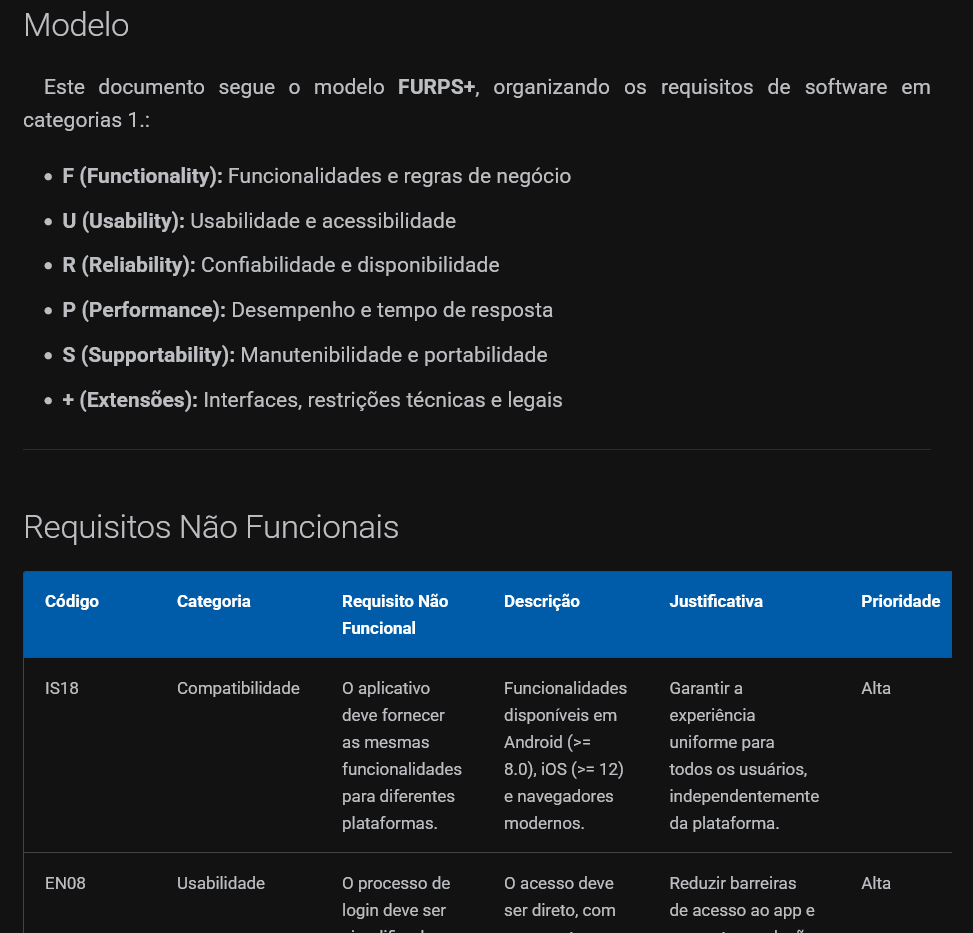 Modelo
Este documento segue o modelo FURPS+, organizando os requisitos de software em
categorias 1.:
• F (Functionality): Funcionalidades e regras de negócio
• U (Usability): Usabilidade e acessibilidade
• R (Reliability): Confiabilidade e disponibilidade
• P (Performance): Desempenho e tempo de resposta
• S (Supportability): Manutenibilidade e portabilidade
• + (Extensões): Interfaces, restrições técnicas e legais
Requisitos Não Funcionais
Código
Categoria
Requisito Não
Funcional
Descrição
Justificativa
Prioridade
IS18
Compatibilidade
O aplicativo
deve fornecer
as mesmas
funcionalidades
para diferentes
plataformas.
Funcionalidades
disponíveis em
Android (>=
8.0), iOS (>= 12)
e navegadores
modernos.
Garantir a
experiência
uniforme para
todos os usuários,
independentemente
da plataforma.
Alta
EN08
Usabilidade
O processo de
login deve ser
O acesso deve
ser direto, com
Reduzir barreiras
de acesso ao app e
Alta